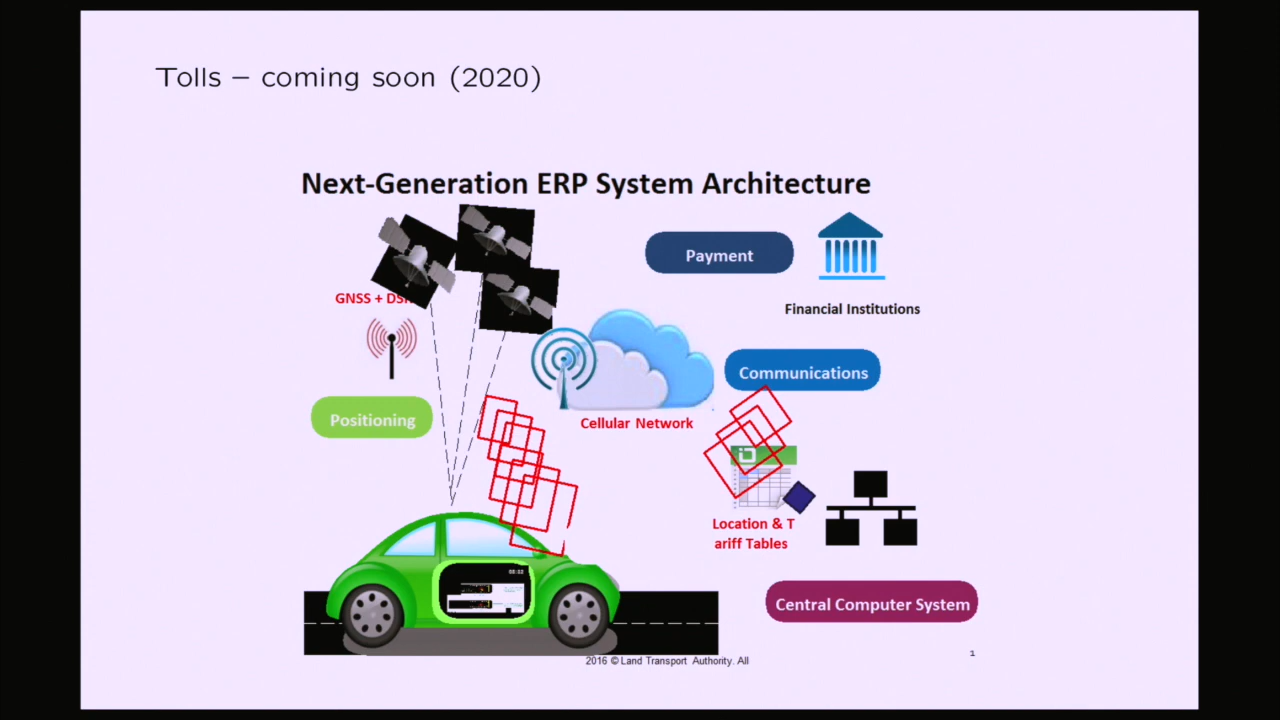 Tolls – coming soon (2020)
Next-Generation ERP System Architecture
Payment
Financial Institutions
GNSS +
Communications
Positioning
Cellular Network
Location & T
ariff Tables
Central Computer System
2016 © Land Transport Authority. All
1